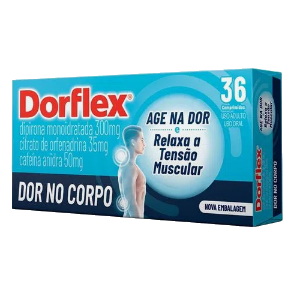 Dorflex®
dipirona monoidratada 300mg
citrato de orfenadrina 35mg
cafeína anidra 50mg
DOR NO CORPO
AGE NA DOR
e
Relaxa a
Tensão
Muscular
36
Comprimidos
USO ADULTO
USO ORAL
NOVA EMBALAGEM
Dorflex